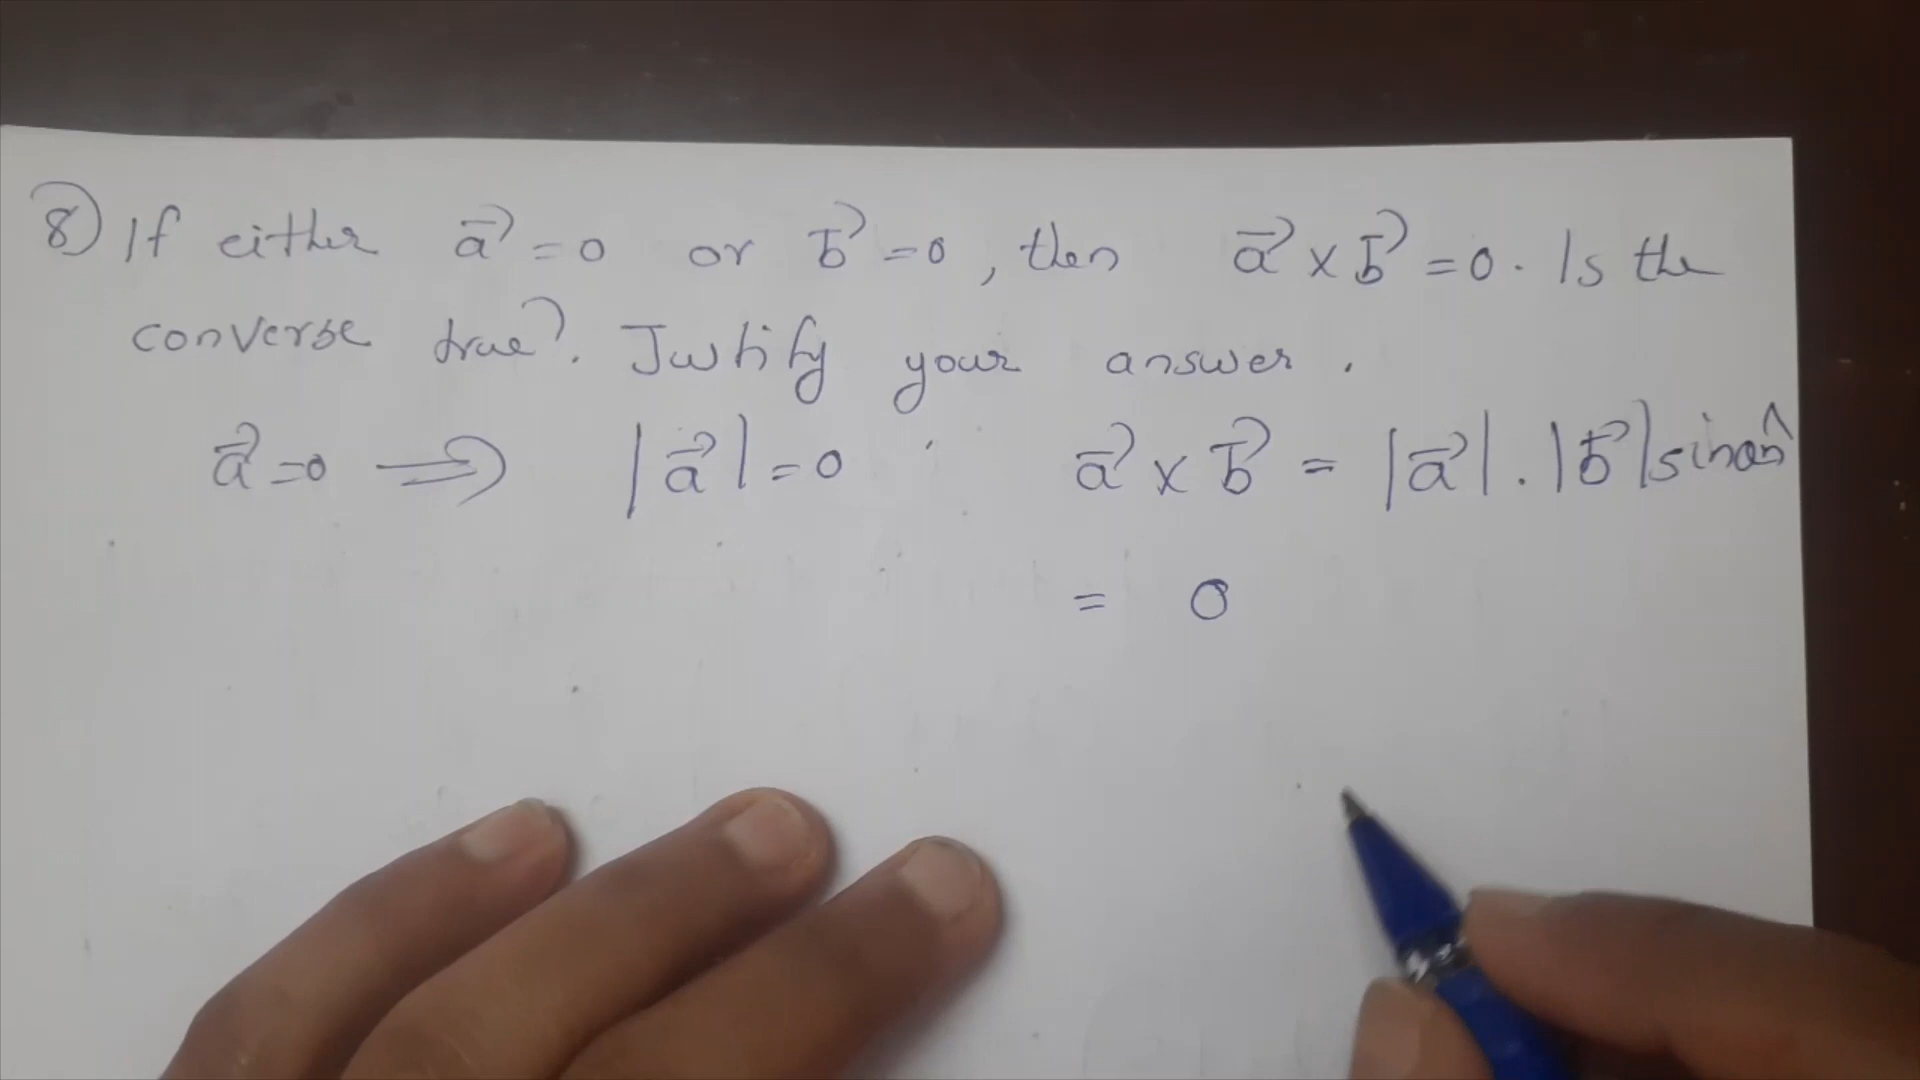 8) If either a⃗ = 0 or b⃗ = 0, then a⃗ × b⃗ = 0. Is the
converse true?. Justify your answer.
a⃗ = 0 ⟹ |a⃗| = 0 a⃗ × b⃗ = |a⃗| . |b⃗| sinθ n̂
= 0